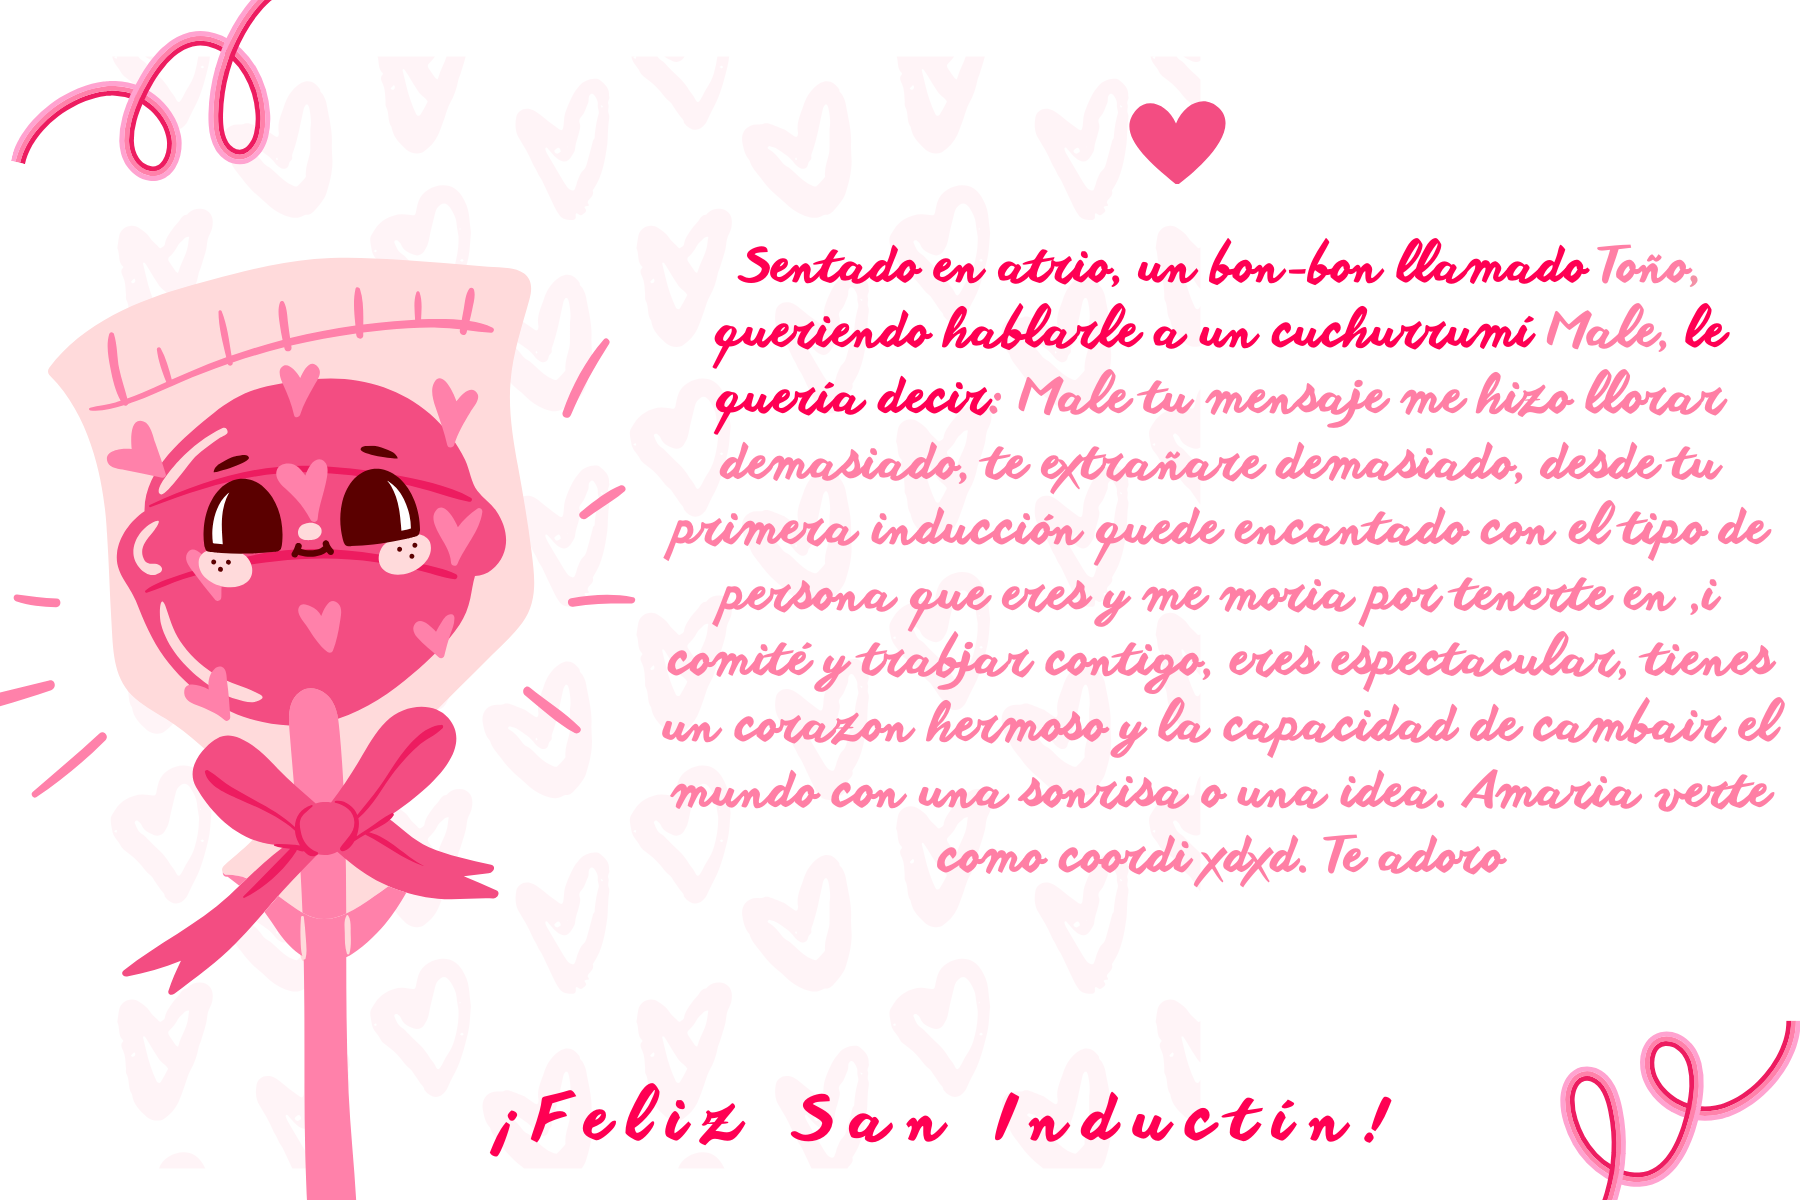 Sentado en atrio, un bon-bon llamado Toño,
queriendo hablarle a un cuchurrumí Male, le
quería decir: Male tu mensaje me hizo llorar
demasiado, te extrañare demasiado, desde tu
primera inducción quede encantado con el tipo de
persona que eres y me moria por tenerte en ,i
comité y trabjar contigo, eres espectacular, tienes
un corazon hermoso y la capacidad de cambair el
mundo con una sonrisa o una idea. Amaria verte
como coordi xdxd. Te adoro
¡Feliz San Inductín!